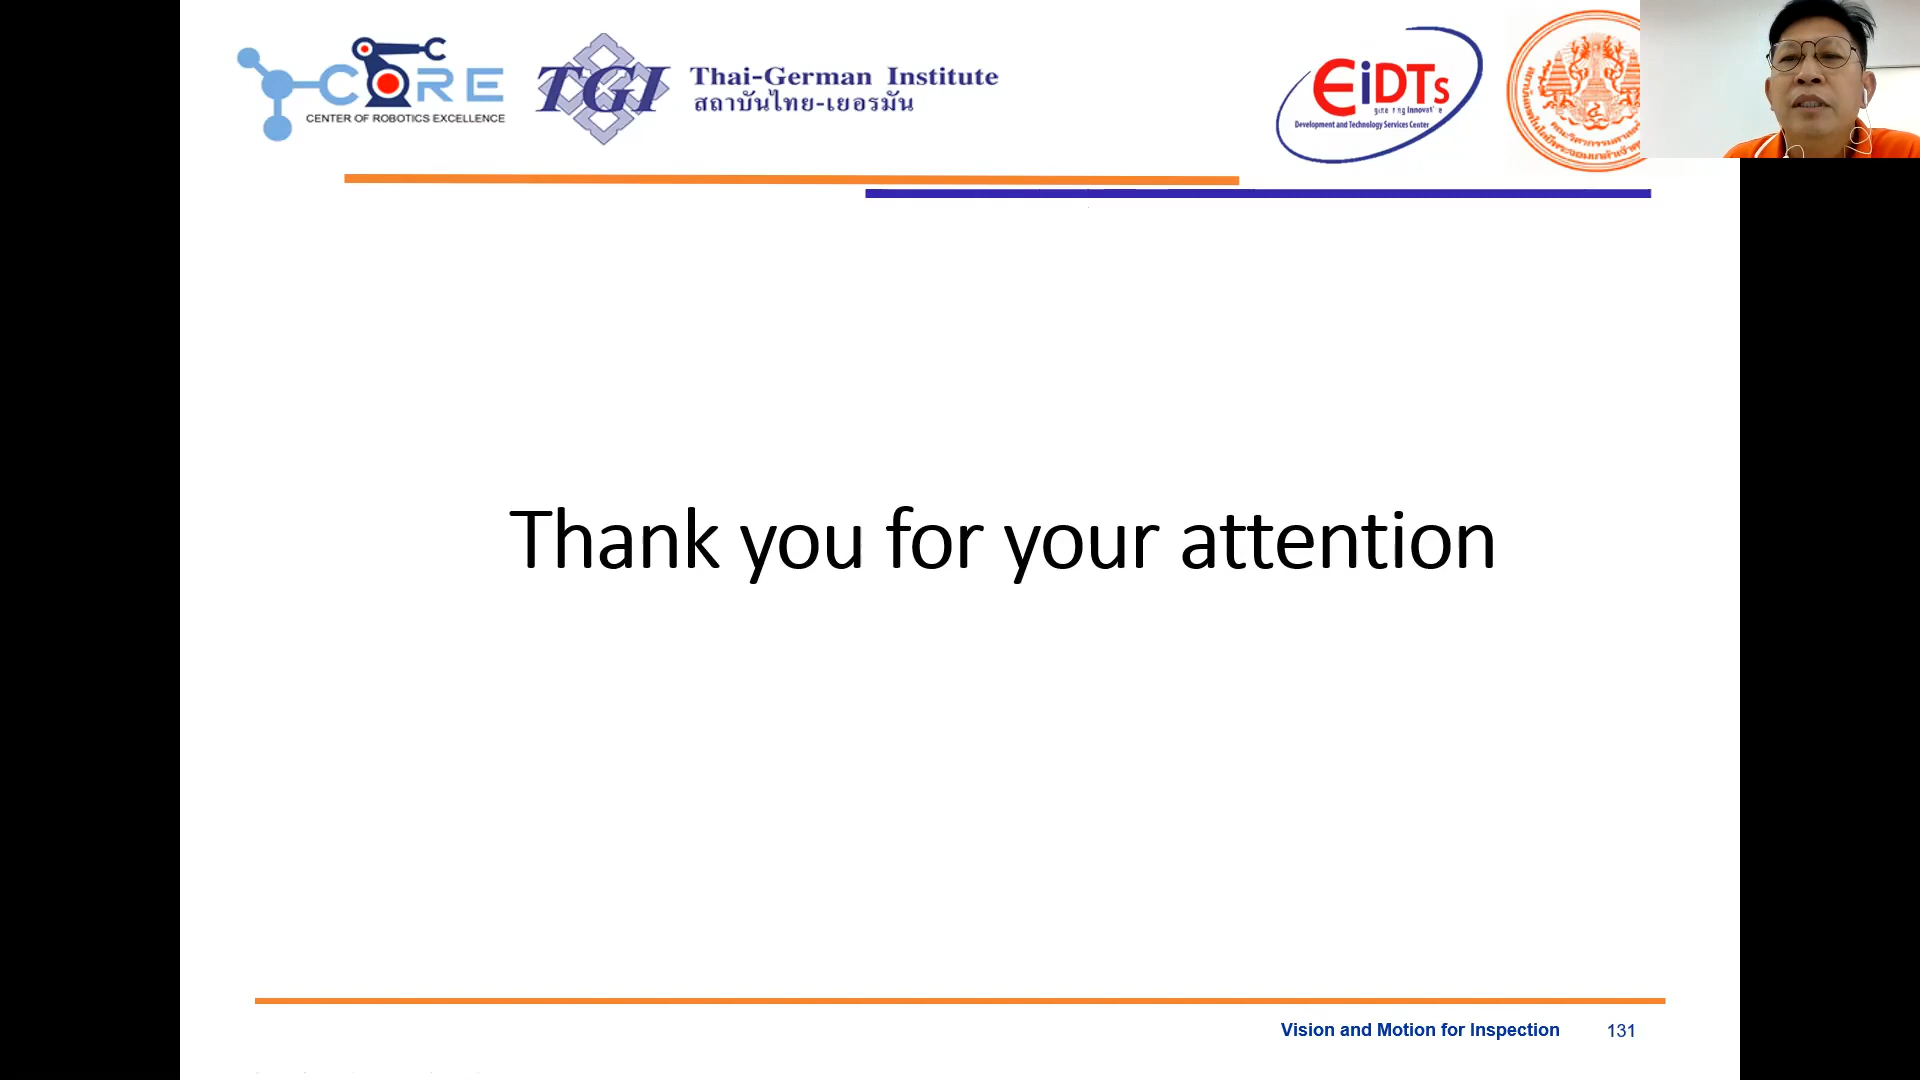 CORE
CENTER OF ROBOTICS EXCELLENCE
TGI
Thai-German Institute
สถาบันไทย-เยอรมัน
EiDTs
Development and Technology Services Center
Thank you for your attention
Vision and Motion for Inspection
131